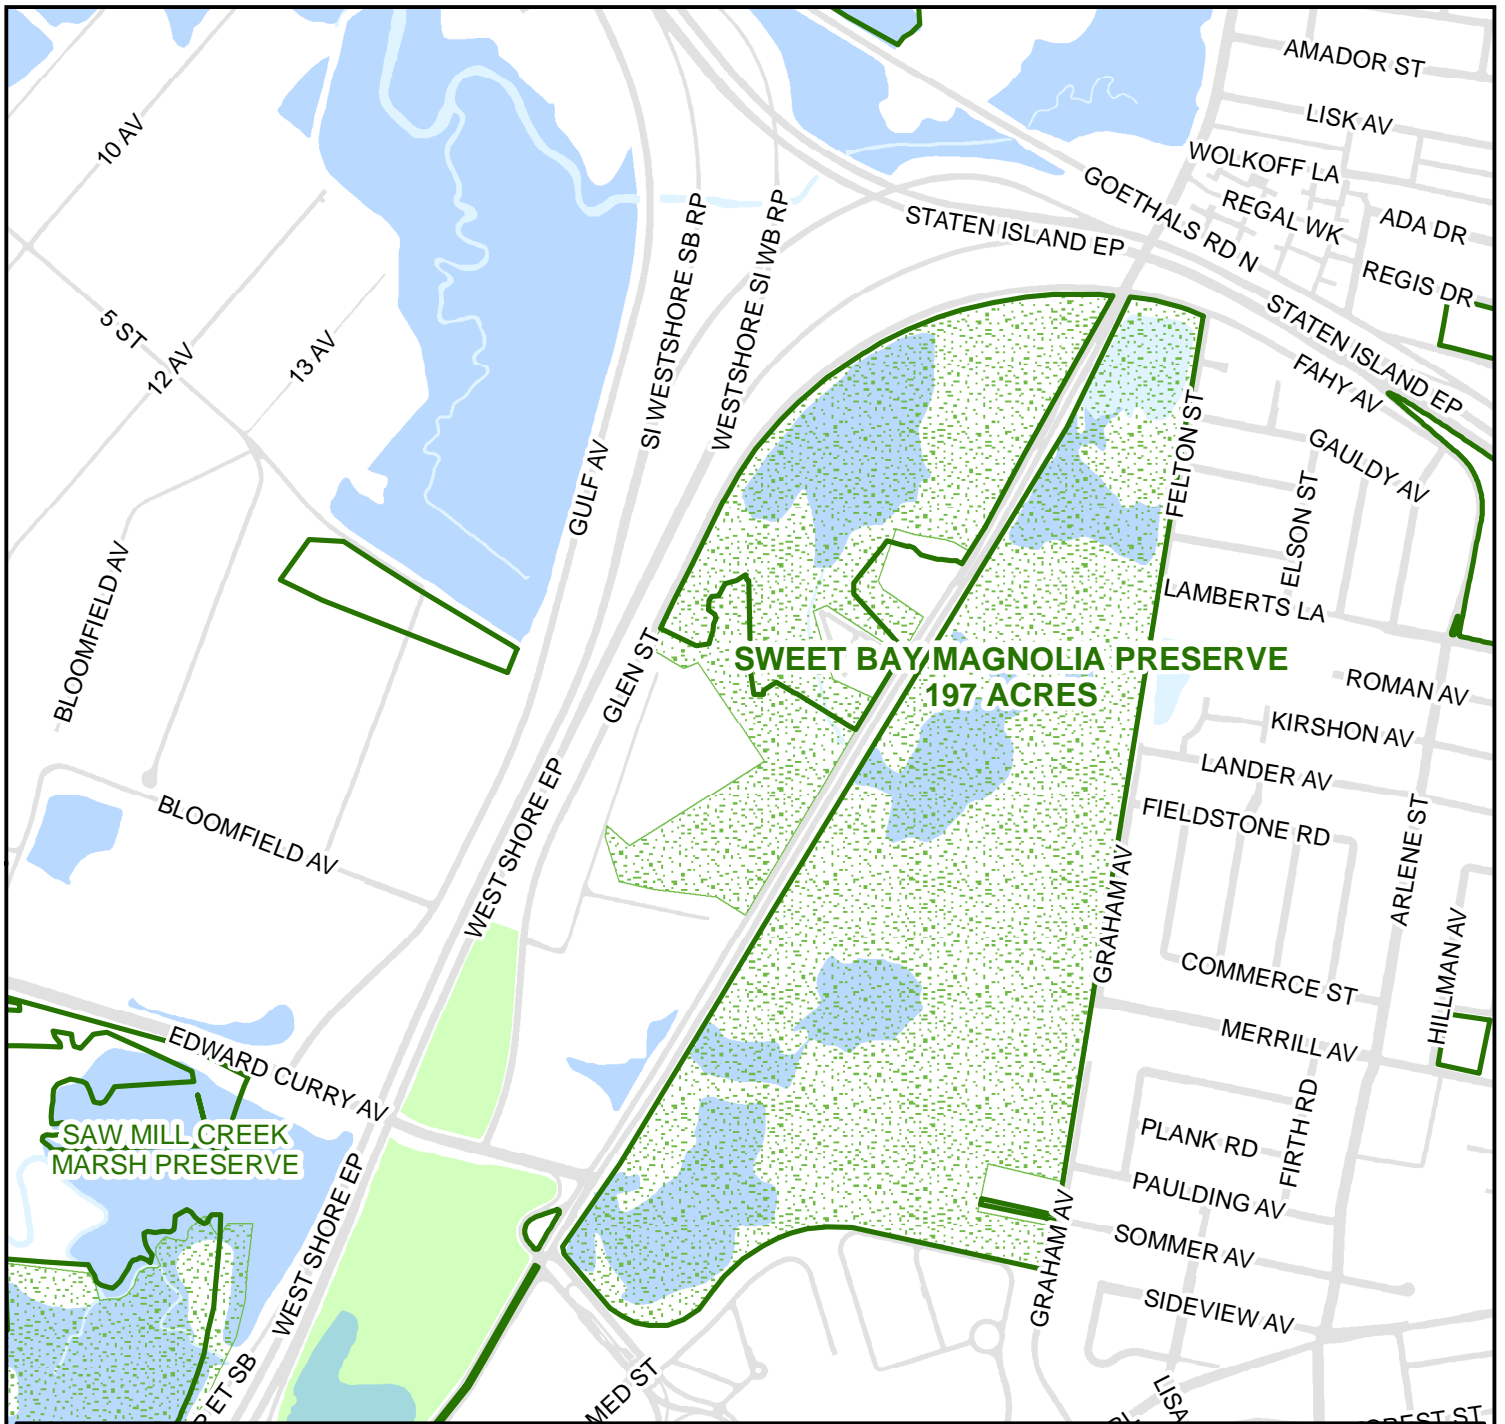 AMADOR ST
LISK AV
10 AV
WOLKOFF LA
GOETHALS RD N
REGAL WK
ADA DR
STATEN ISLAND EP
SI WESTSHORE SB RP
WESTSHORE SI WB RP
REGIS DR
STATEN ISLAND EP
5 ST
12 AV
13 AV
FAHY AV
GAULDY AV
FELTON ST
GULF AV
ELSON ST
BLOOMFIELD AV
LAMBERTS LA
GLEN ST
SWEET BAY MAGNOLIA PRESERVE
197 ACRES
ROMAN AV
KIRSHON AV
LANDER AV
WEST SHORE EP
BLOOMFIELD AV
FIELDSTONE RD
ARLENE ST
GRAHAM AV
HILLMAN AV
COMMERCE ST
EDWARD CURRY AV
MERRILL AV
SAW MILL CREEK
MARSH PRESERVE
FIRTH RD
PLANK RD
WEST SHORE EP
PAULDING AV
GRAHAM AV
SOMMER AV
SIDEVIEW AV
ET SB
MED ST
LISA
REST ST